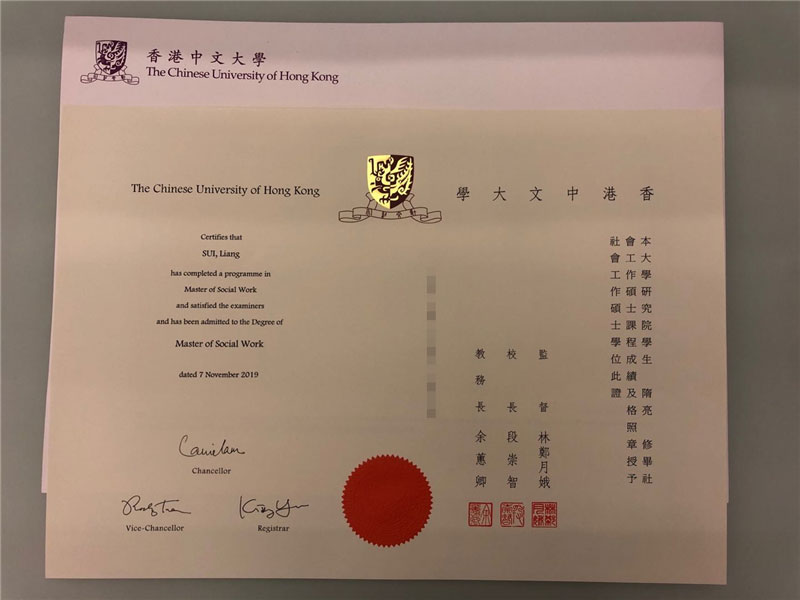 香港中文大學
The Chinese University of Hong Kong
The Chinese University of Hong Kong
Certifies that
SUI, Liang
has completed a programme in
Master of Social Work
and satisfied the examiners
and has been admitted to the Degree of
Master of Social Work
dated 7 November 2019
Chancellor
Vice-Chancellor
Registrar
香港中文大學
本大學研究院學生 隋亮 修畢社
會工作碩士課程成績及格照章授予
社會工作碩士學位此證
監督 林鄭月娥
校長 段崇智
教務長 余蕙卿